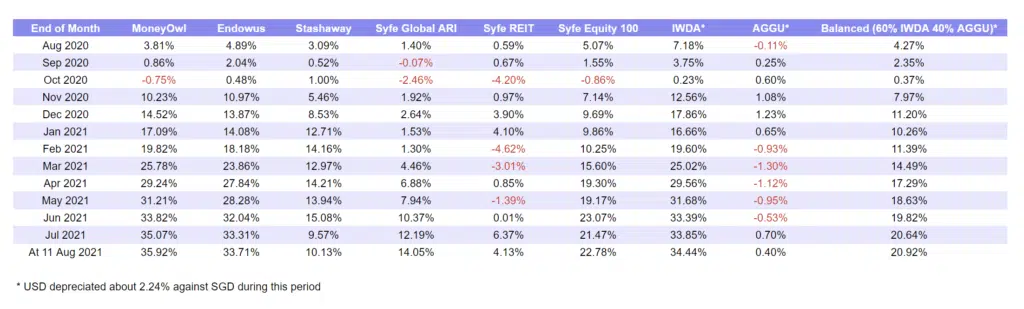 End of Month MoneyOwl Endowus Stashaway Syfe Global ARI Syfe REIT Syfe Equity 100 IWDA* AGGU* Balanced (60% IWDA 40% AGGU)*
Aug 2020 3.81% 4.89% 3.09% 1.40% 0.59% 5.07% 7.18% -0.11% 4.27%
Sep 2020 0.86% 2.04% 0.52% -0.07% 0.67% 1.55% 3.75% 0.25% 2.35%
Oct 2020 -0.75% 0.48% 1.00% -2.46% -4.20% -0.86% 0.23% 0.60% 0.37%
Nov 2020 10.23% 10.97% 5.46% 1.92% 0.97% 7.14% 12.56% 1.08% 7.97%
Dec 2020 14.52% 13.87% 8.53% 2.64% 3.90% 9.69% 17.86% 1.23% 11.20%
Jan 2021 17.09% 14.08% 12.71% 1.53% 4.10% 9.86% 16.66% 0.65% 10.26%
Feb 2021 19.82% 18.18% 14.16% 1.30% -4.62% 10.25% 19.60% -0.93% 11.39%
Mar 2021 25.78% 23.86% 12.97% 4.46% -3.01% 15.60% 25.02% -1.30% 14.49%
Apr 2021 29.24% 27.84% 14.21% 6.88% 0.85% 19.30% 29.56% -1.12% 17.29%
May 2021 31.21% 28.28% 13.94% 7.94% -1.39% 19.17% 31.68% -0.95% 18.63%
Jun 2021 33.82% 32.04% 15.08% 10.37% 0.01% 23.07% 33.39% -0.53% 19.82%
Jul 2021 35.07% 33.31% 9.57% 12.19% 6.37% 21.47% 33.85% 0.70% 20.64%
At 11 Aug 2021 35.92% 33.71% 10.13% 14.05% 4.13% 22.78% 34.44% 0.40% 20.92%
* USD depreciated about 2.24% against SGD during this period